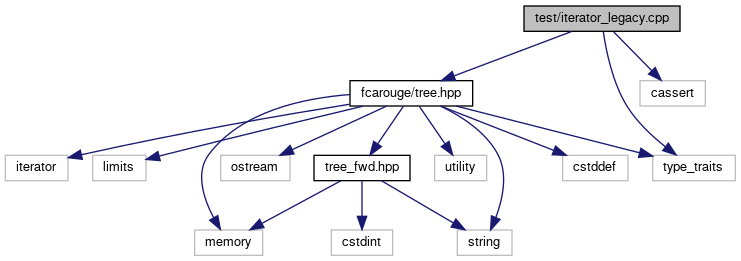 test/iterator_legacy.cpp
fcarouge/tree.hpp
cassert
iterator
limits
ostream
tree_fwd.hpp
utility
cstddef
type_traits
memory
cstdint
string